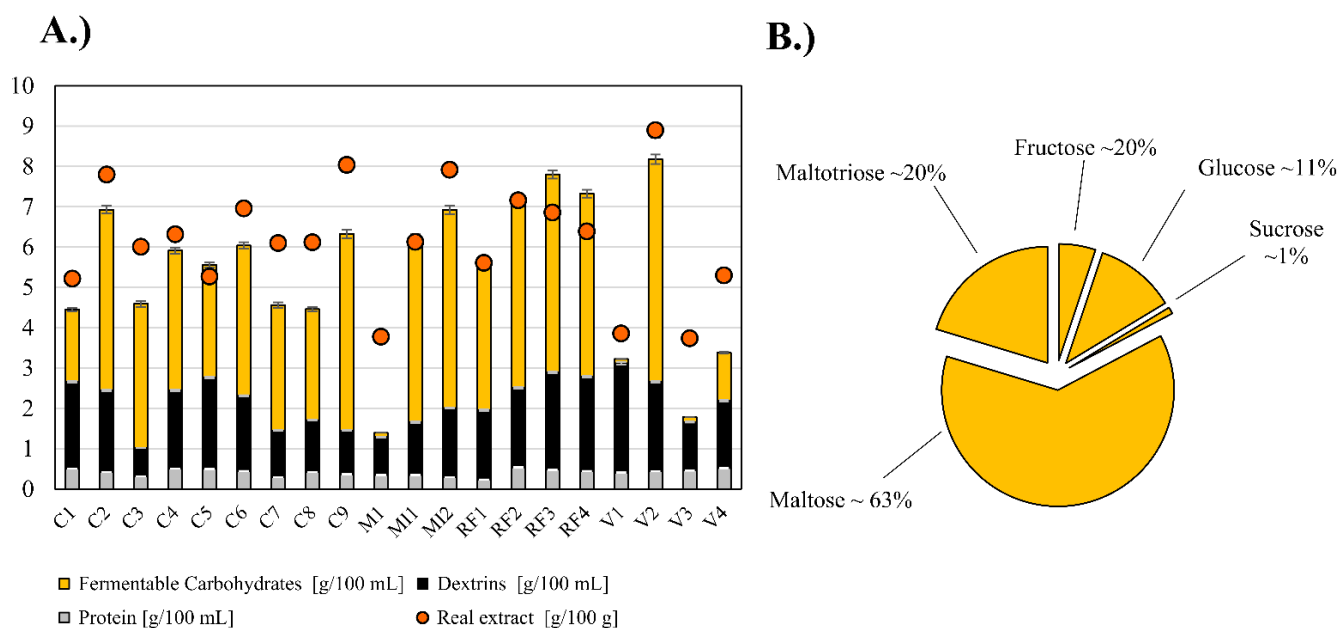 A.)
10
9
8
7
6
5
4
3
2
1
0
C1 C2 C3 C4 C5 C6 C7 C8 C9 M1 MI1 MI2 RF1 RF2 RF3 RF4 V1 V2 V3 V4
Fermentable Carbohydrates [g/100 mL] Dextrins [g/100 mL]
Protein [g/100 mL] Real extract [g/100 g]
B.)
Fructose ~20%
Maltotriose ~20%
Glucose ~11%
Sucrose
~1%
Maltose ~ 63%